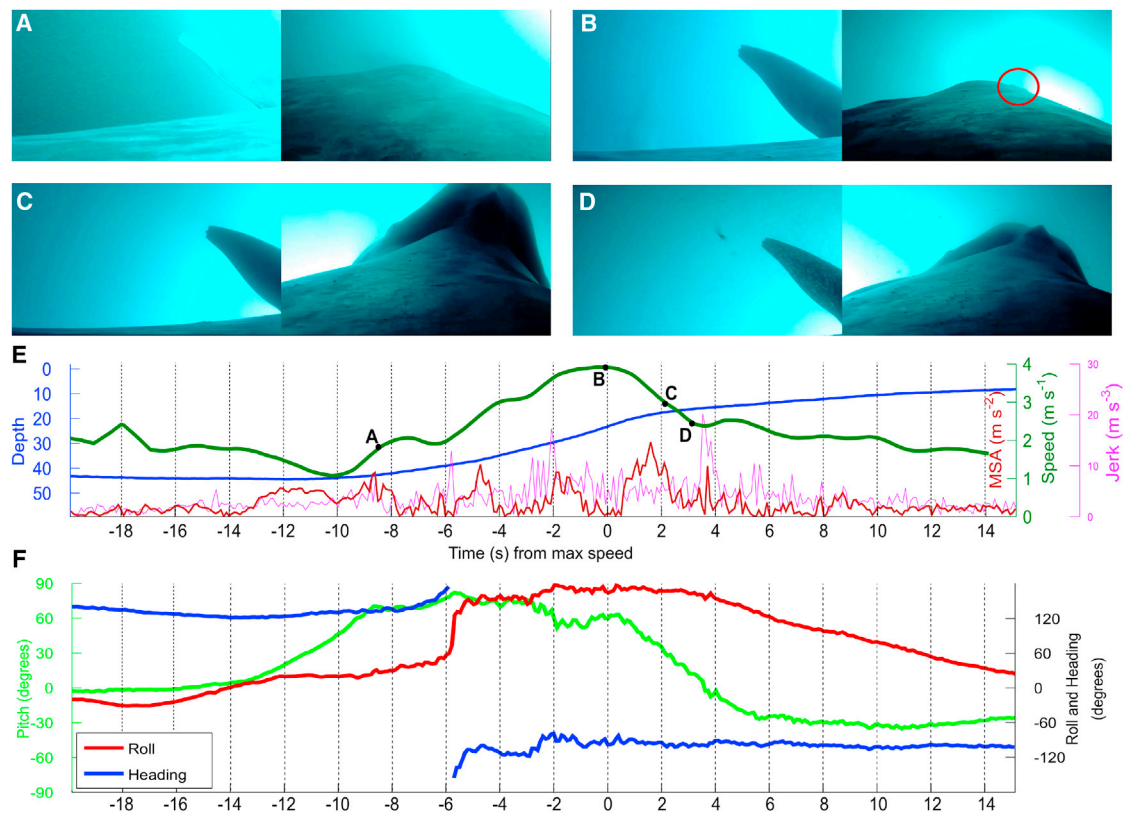 A
B
C
D
E
0
10
20
30
40
50
Depth
A
B
C
D
4
3
2
1
0
MSA (m s-2)
Speed (m s-1)
30
20
10
0
Jerk (m s-3)
-18 -16 -14 -12 -10 -8 -6 -4 -2 0 2 4 6 8 10 12 14
Time (s) from max speed
F
90
60
30
0
-30
-60
-90
Pitch (degrees)
Roll
Heading
120
60
0
-60
-120
Roll and Heading
(degrees)
-18 -16 -14 -12 -10 -8 -6 -4 -2 0 2 4 6 8 10 12 14